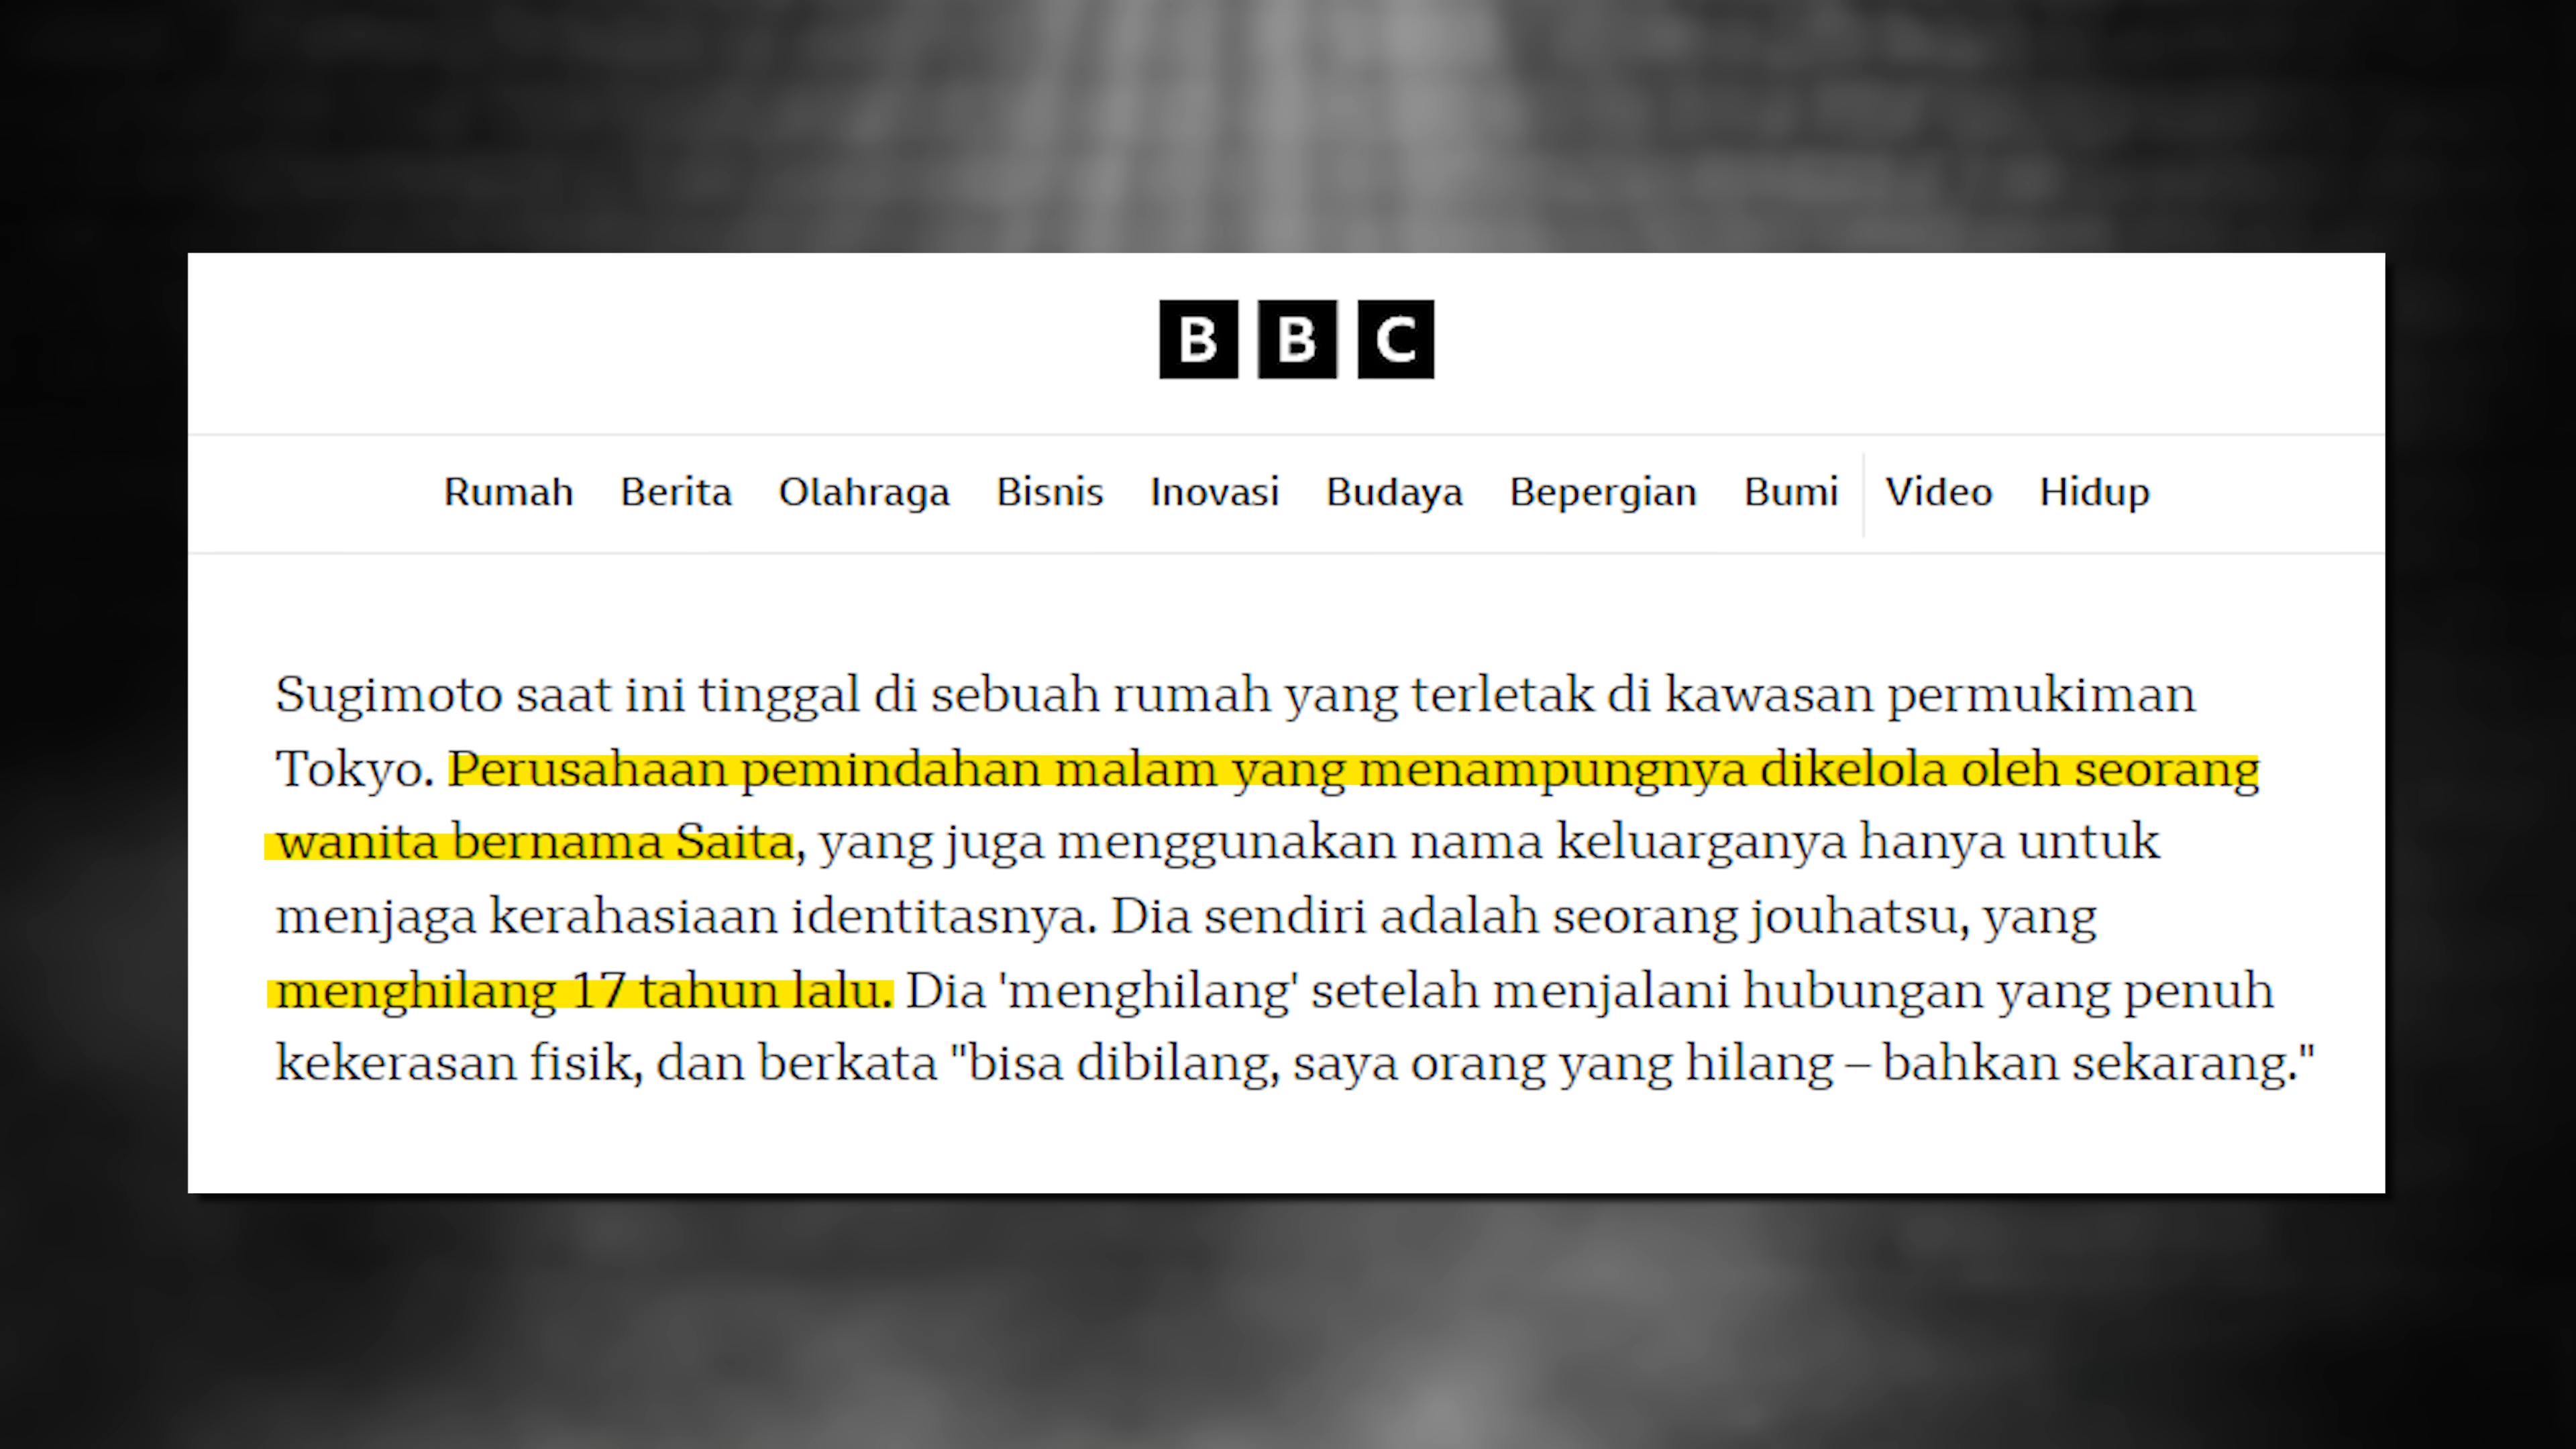 BBC
Rumah Berita Olahraga Bisnis Inovasi Budaya Bepergian Bumi Video Hidup
Sugimoto saat ini tinggal di sebuah rumah yang terletak di kawasan permukiman
Tokyo. Perusahaan pemindahan malam yang menampungnya dikelola oleh seorang
wanita bernama Saita, yang juga menggunakan nama keluarganya hanya untuk
menjaga kerahasiaan identitasnya. Dia sendiri adalah seorang jouhatsu, yang
menghilang 17 tahun lalu. Dia 'menghilang' setelah menjalani hubungan yang penuh
kekerasan fisik, dan berkata "bisa dibilang, saya orang yang hilang – bahkan sekarang."